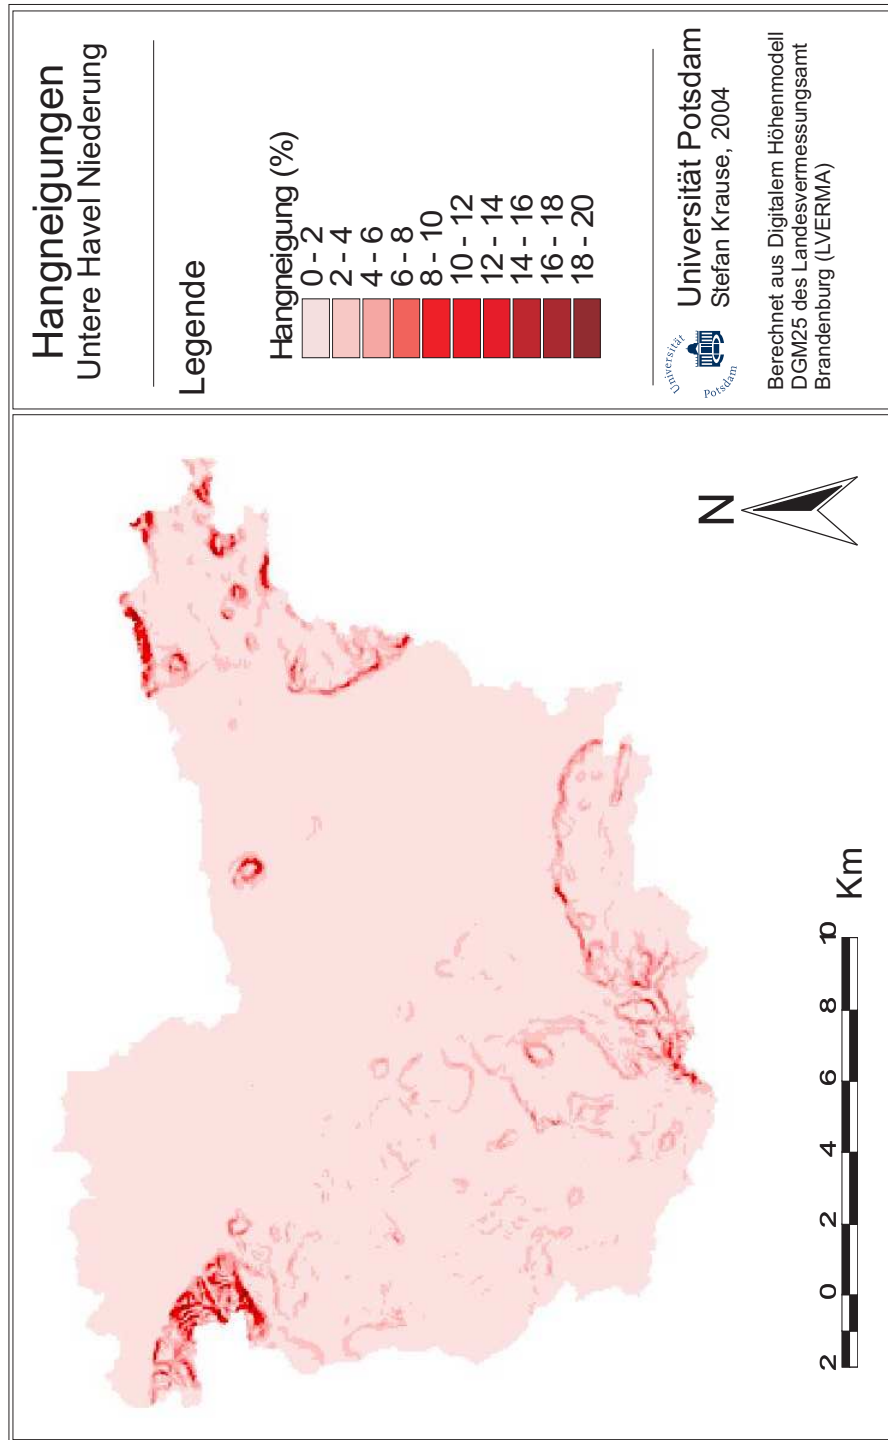 Hangneigungen
Untere Havel Niederung
Legende
Hangneigung (%)
0 - 2
2 - 4
4 - 6
6 - 8
8 - 10
10 - 12
12 - 14
14 - 16
16 - 18
18 - 20
Universität
Potsdam
Universität Potsdam
Stefan Krause, 2004
Berechnet aus Digitalem Höhenmodell
DGM25 des Landesvermessungsamt
Brandenburg (LVERMA)
N
2 0 2 4 6 8 10 Km